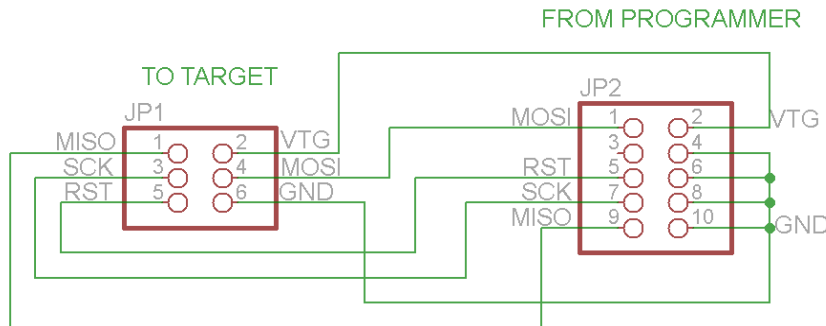 FROM PROGRAMMER
TO TARGET
JP1
MISO 1 2 VTG
SCK 3 4 MOSI
RST 5 6 GND
JP2
MOSI 1 2 VTG
3 4
RST 5 6
SCK 7 8
MISO 9 10 GND